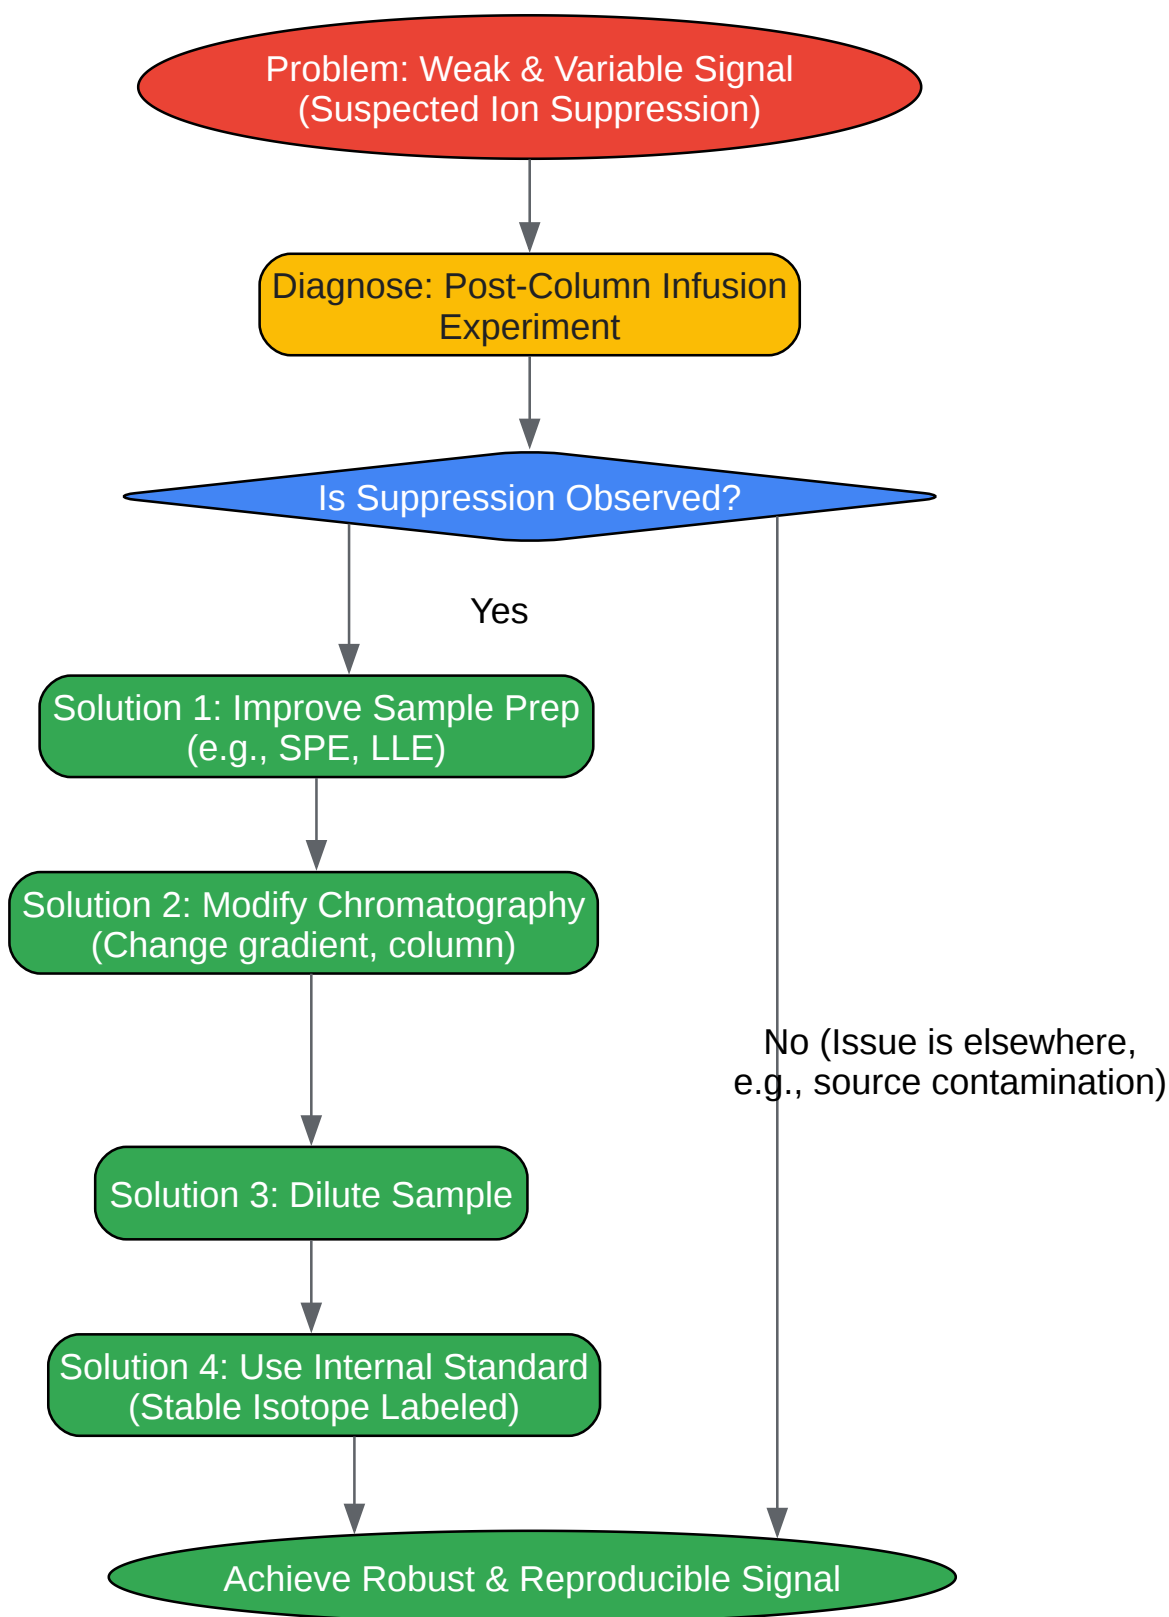 Problem: Weak & Variable Signal
(Suspected Ion Suppression)
Diagnose: Post-Column Infusion
Experiment
Is Suppression Observed?
Yes
Solution 1: Improve Sample Prep
(e.g., SPE, LLE)
Solution 2: Modify Chromatography
(Change gradient, column)
No (Issue is elsewhere,
e.g., source contamination)
Solution 3: Dilute Sample
Solution 4: Use Internal Standard
(Stable Isotope Labeled)
Achieve Robust & Reproducible Signal